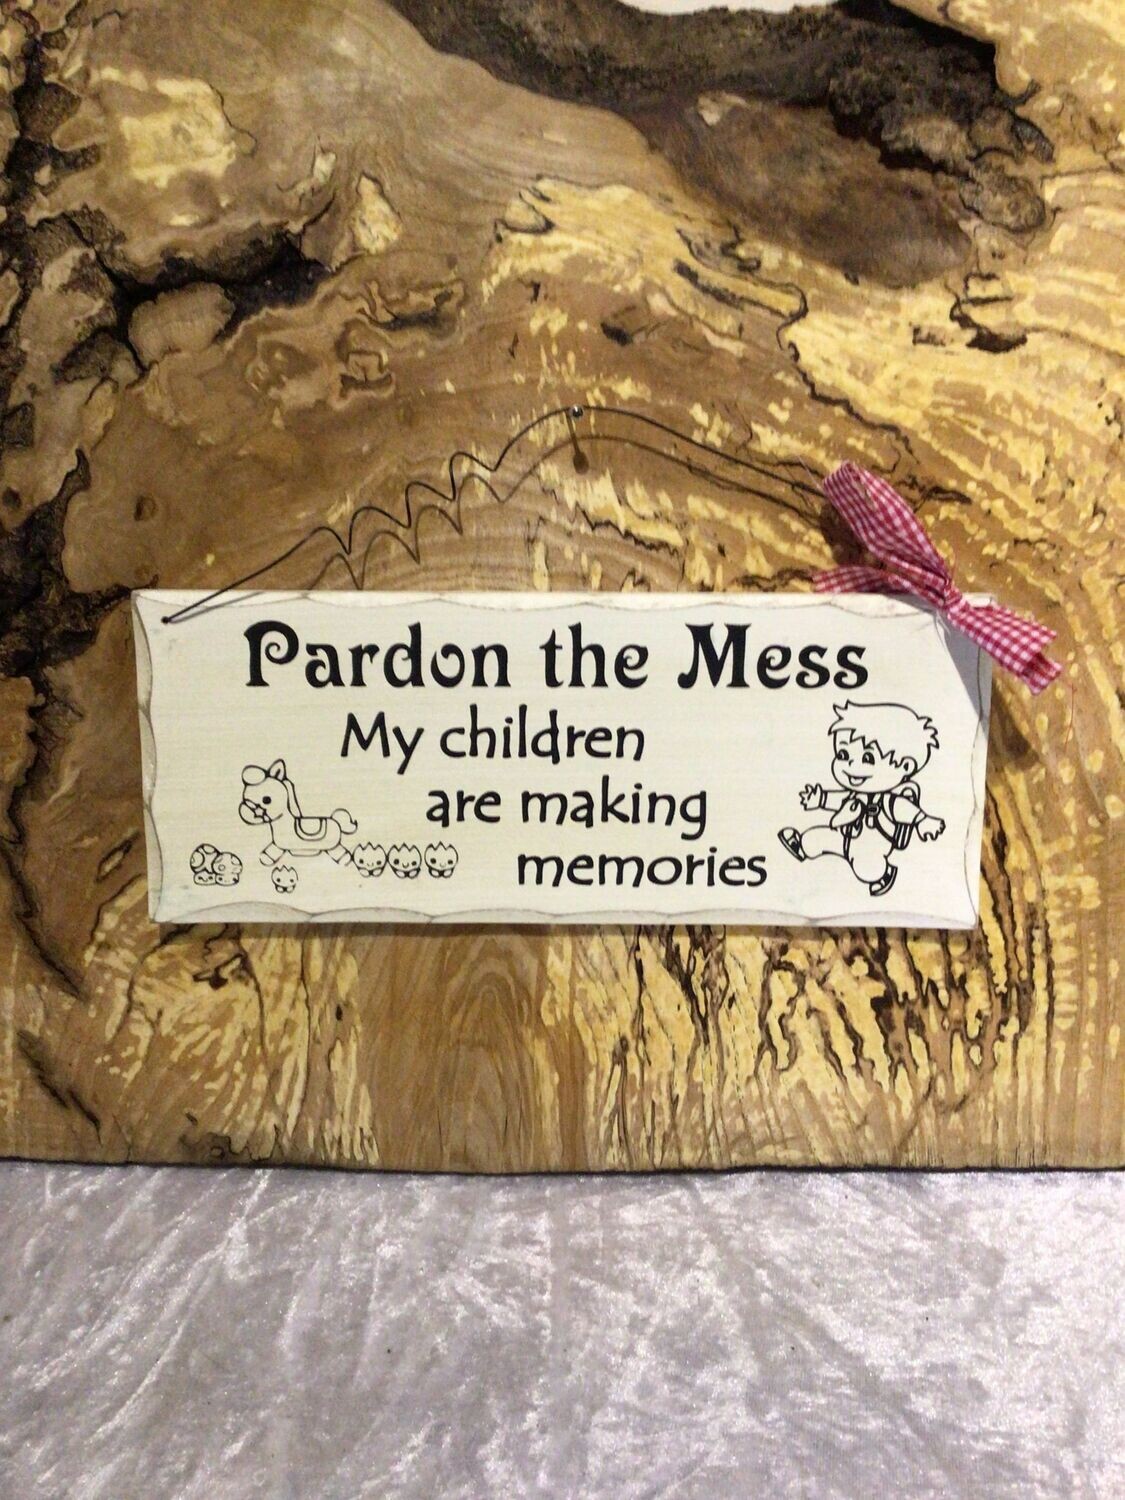 Pardon the Mess
My children
are making
memories